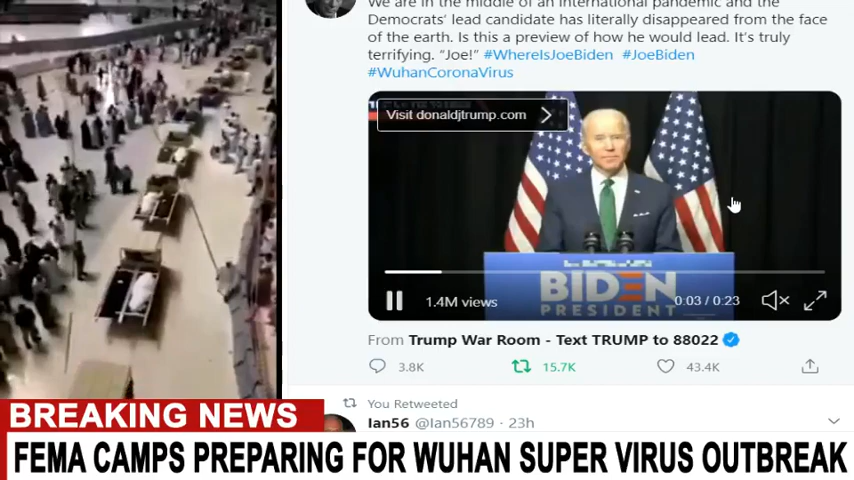 We are in the middle of an international pandemic and the
Democrats' lead candidate has literally disappeared from the face
of the earth. Is this a preview of how he would lead. It's truly
terrifying. “Joe!” #WhereIsJoeBiden #JoeBiden
#WuhanCoronaVirus
Visit donaldjtrump.com
BIDEN
PRESIDENT
1.4M views
0:03 / 0:23
From Trump War Room - Text TRUMP to 88022
3.8K 15.7K 43.4K
You Retweeted
Ian56 @Ian56789 · 23h
BREAKING NEWS
FEMA CAMPS PREPARING FOR WUHAN SUPER VIRUS OUTBREAK